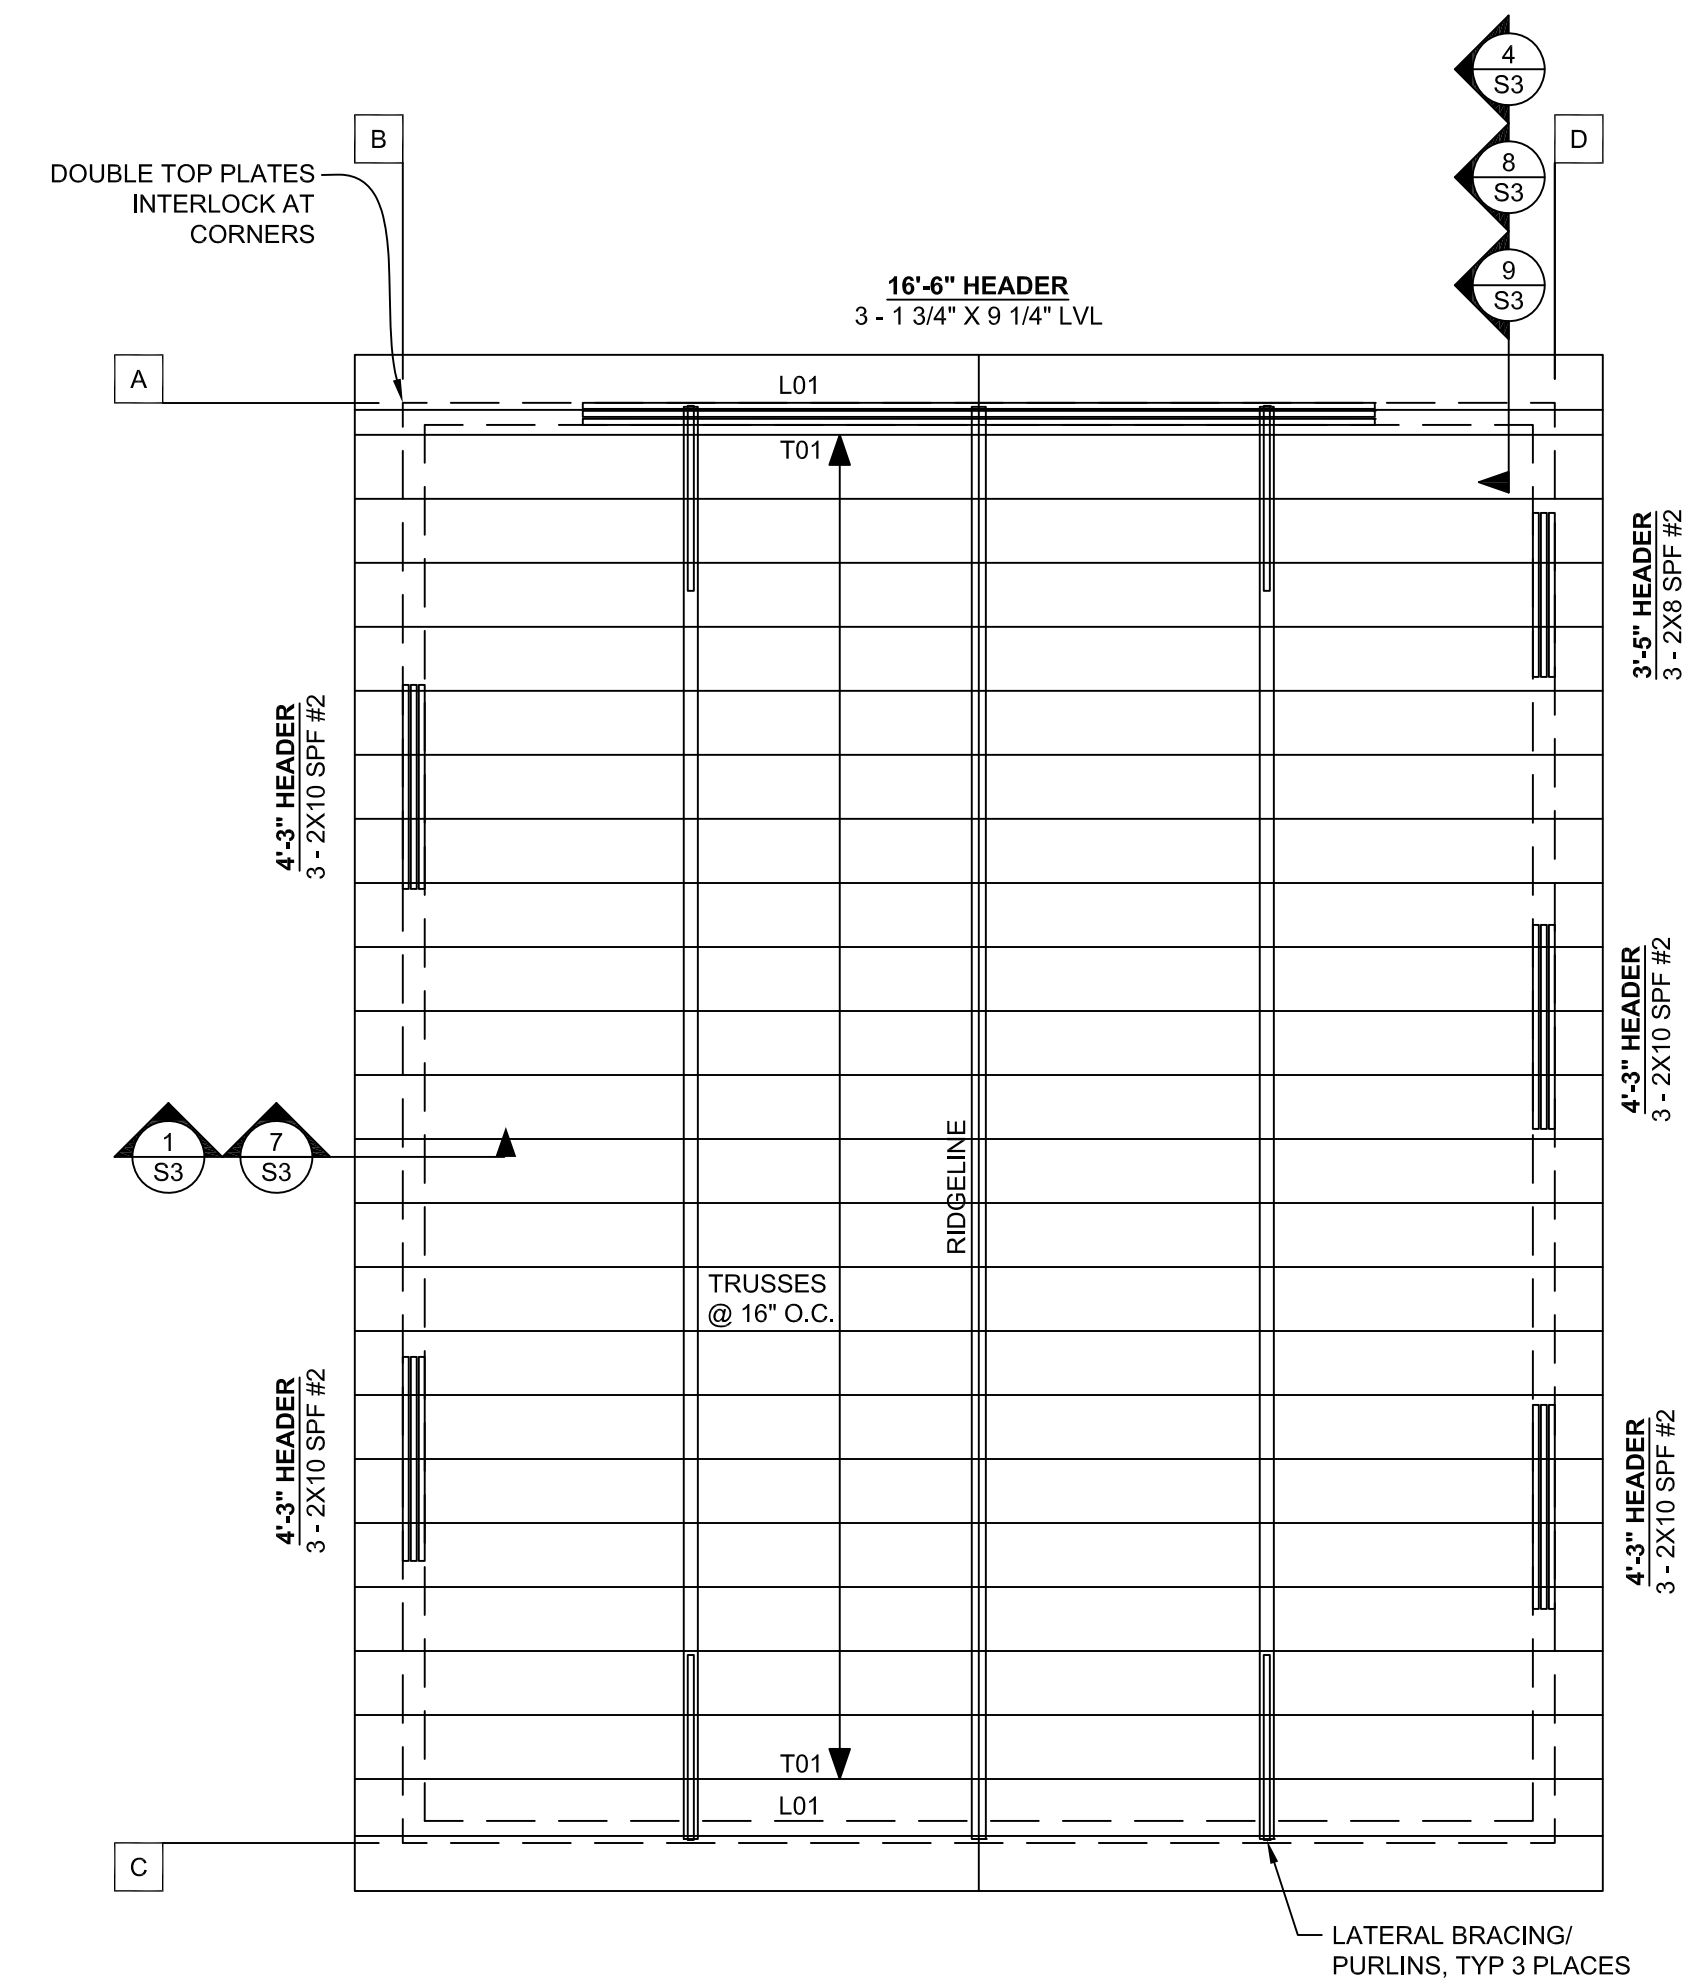 4
S3
B
8
S3
D
DOUBLE TOP PLATES
INTERLOCK AT
CORNERS
9
S3
16'-6" HEADER
3 - 1 3/4" X 9 1/4" LVL
A
L01
T01
3'-5" HEADER
3 - 2X8 SPF #2
4'-3" HEADER
3 - 2X10 SPF #2
4'-3" HEADER
3 - 2X10 SPF #2
1
S3
7
S3
RIDGELINE
TRUSSES
@ 16" O.C.
4'-3" HEADER
3 - 2X10 SPF #2
4'-3" HEADER
3 - 2X10 SPF #2
T01
L01
C
LATERAL BRACING/
PURLINS, TYP 3 PLACES